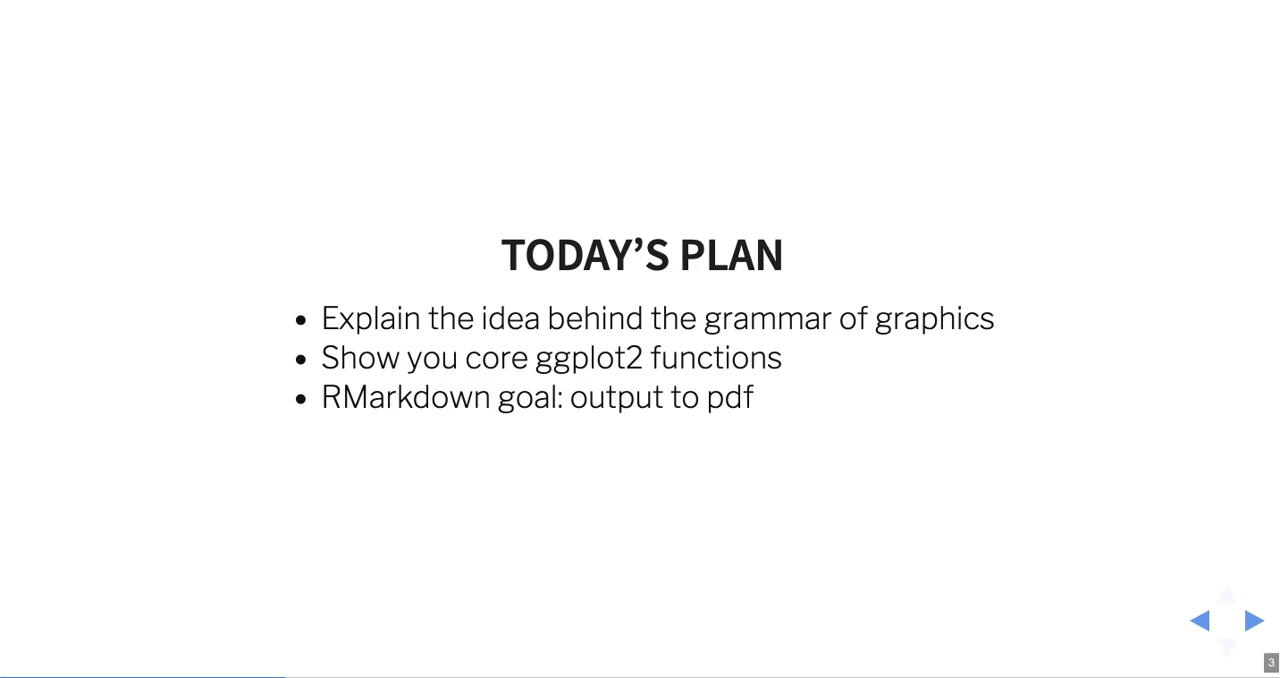 TODAY’S PLAN
• Explain the idea behind the grammar of graphics
• Show you core ggplot2 functions
• RMarkdown goal: output to pdf
3